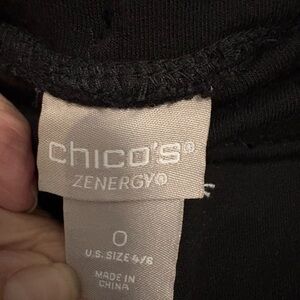 chico's®
ZENERGY®
0
U.S. SIZE 4/6
MADE IN
CHINA